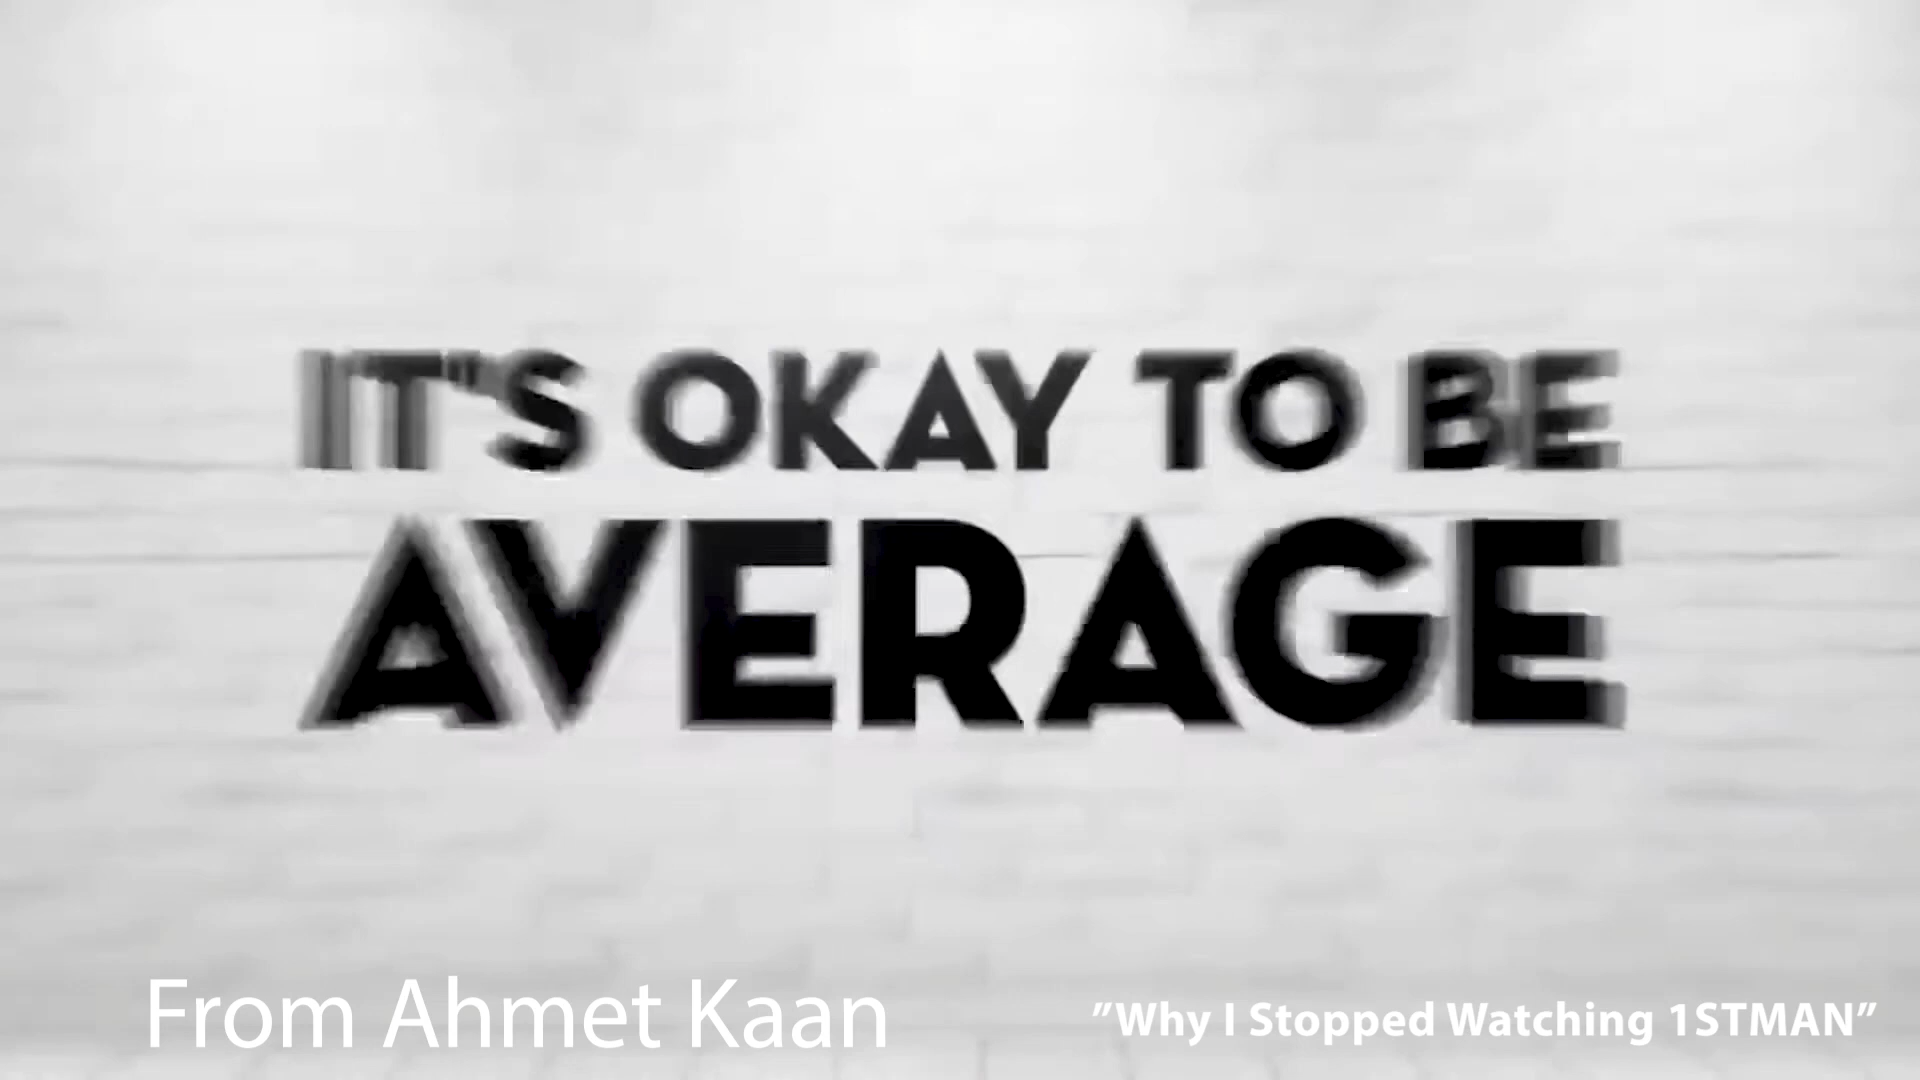 IT'S OKAY TO BE
AVERAGE
From Ahmet Kaan
”Why I Stopped Watching 1STMAN”